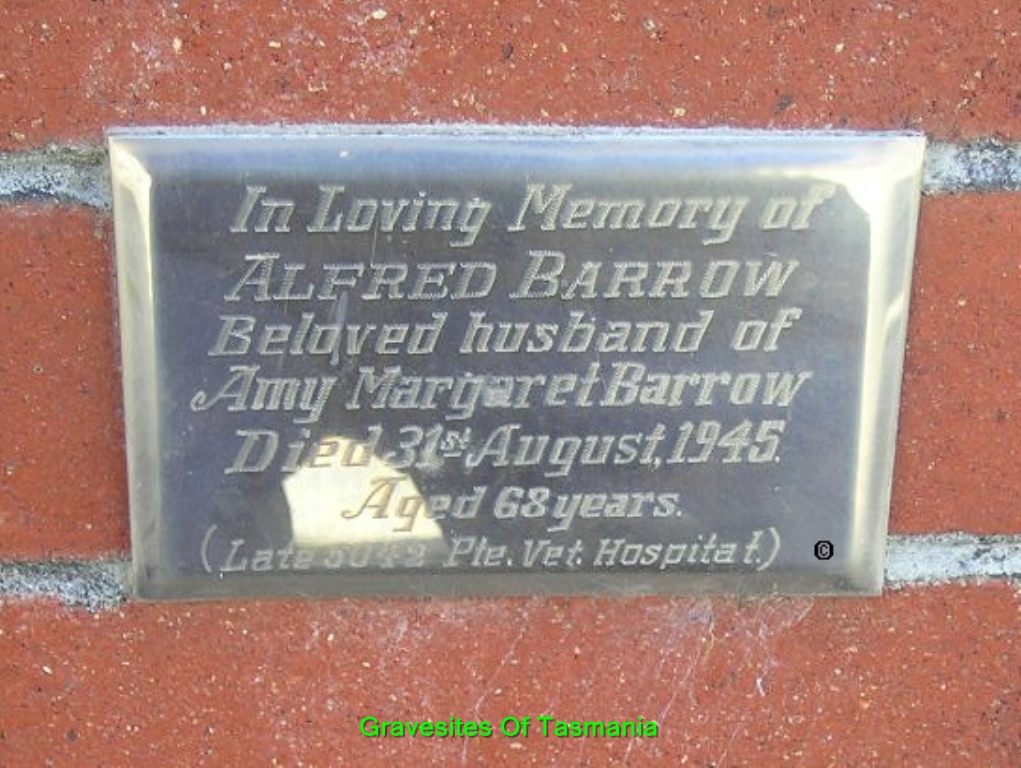 In Loving Memory of
ALFRED BARROW
Beloved husband of
Amy Margaret Barrow
Died 31st August, 1945.
Aged 68 years.
(Late 5042 Pte. Vet. Hospital.)
©
Gravesites Of Tasmania